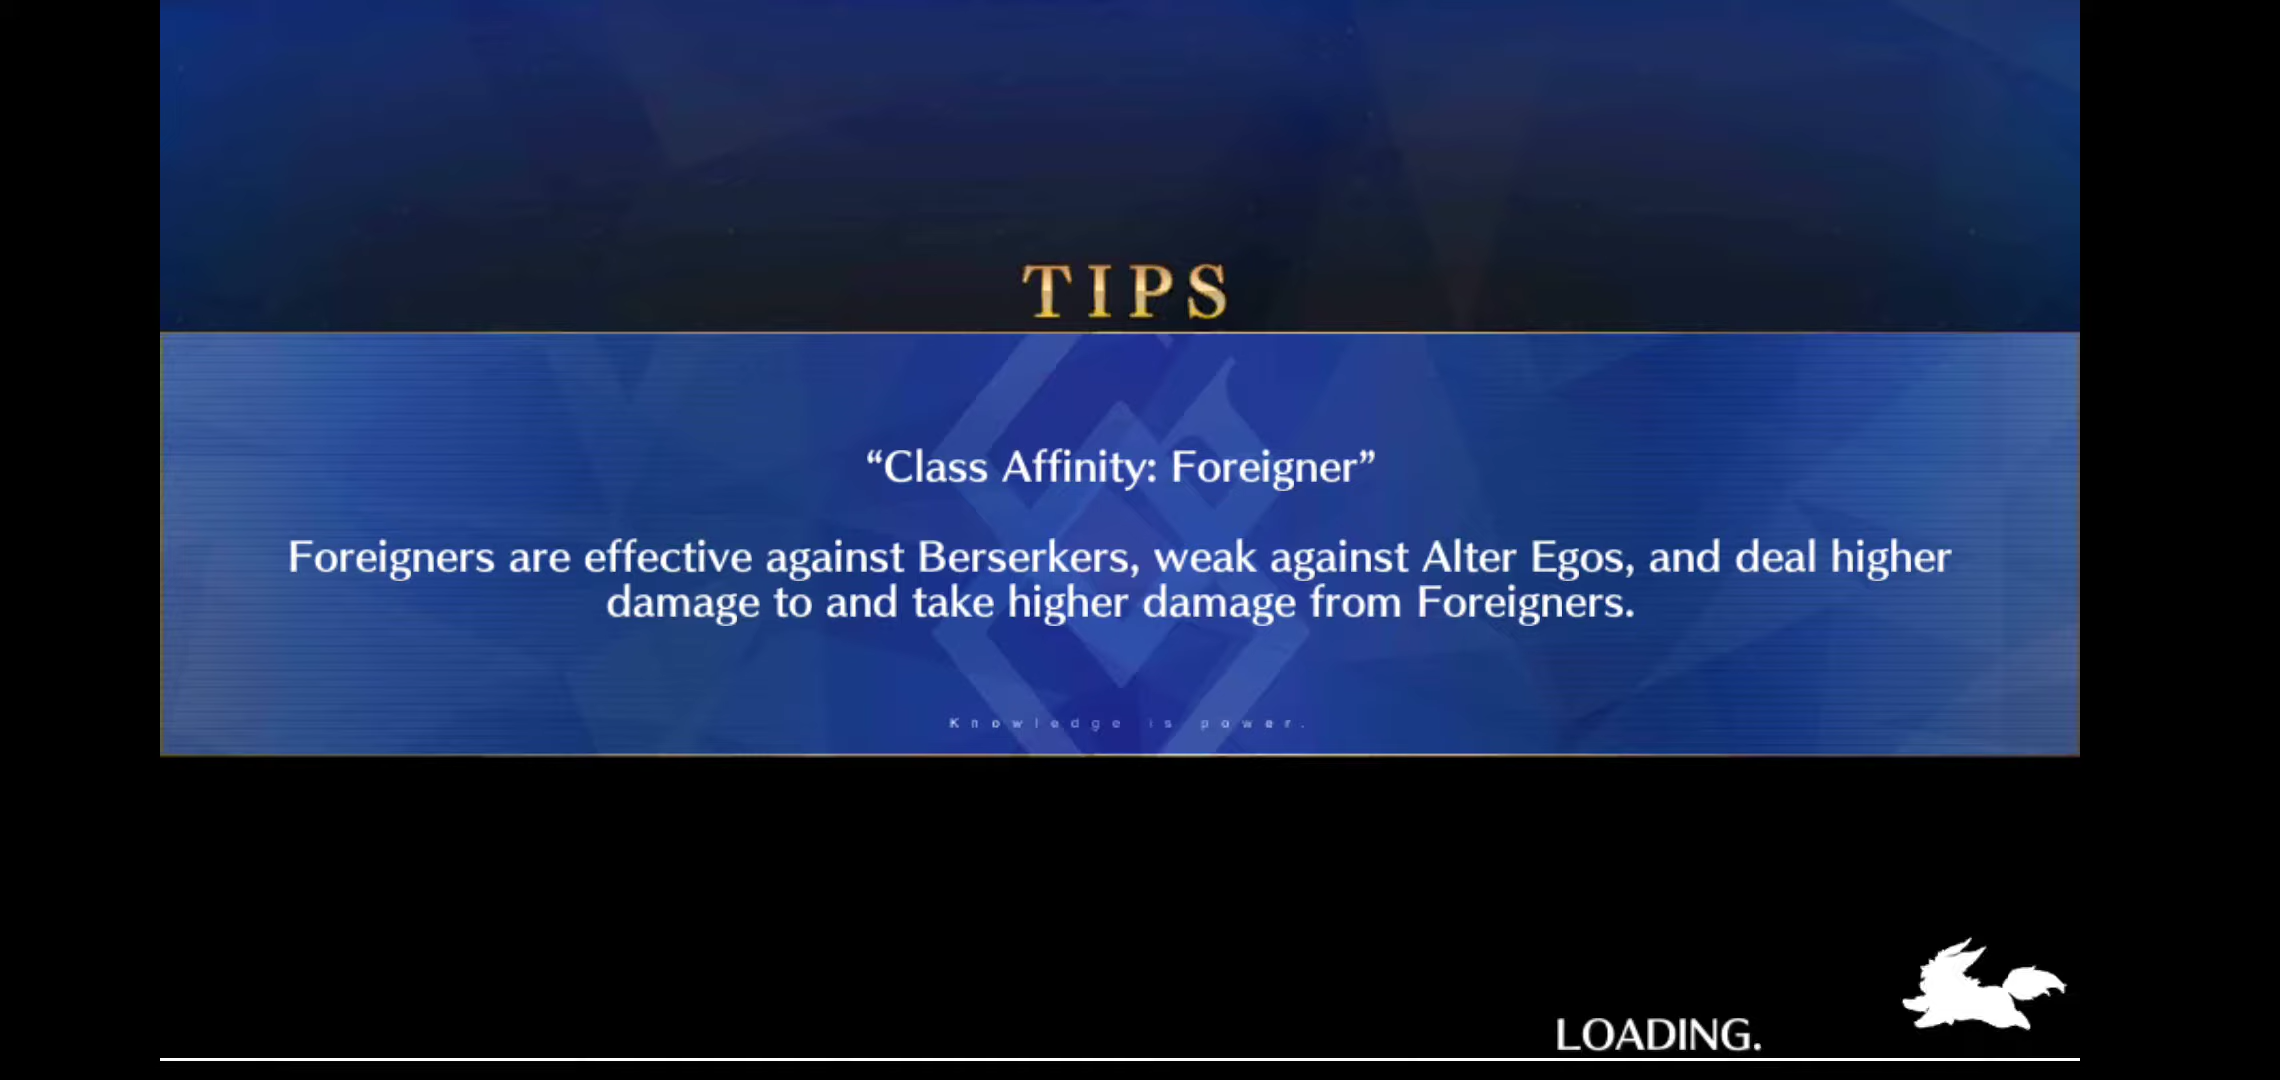 TIPS
“Class Affinity: Foreigner”
Foreigners are effective against Berserkers, weak against Alter Egos, and deal higher
damage to and take higher damage from Foreigners.
Knowledge is power.
LOADING.